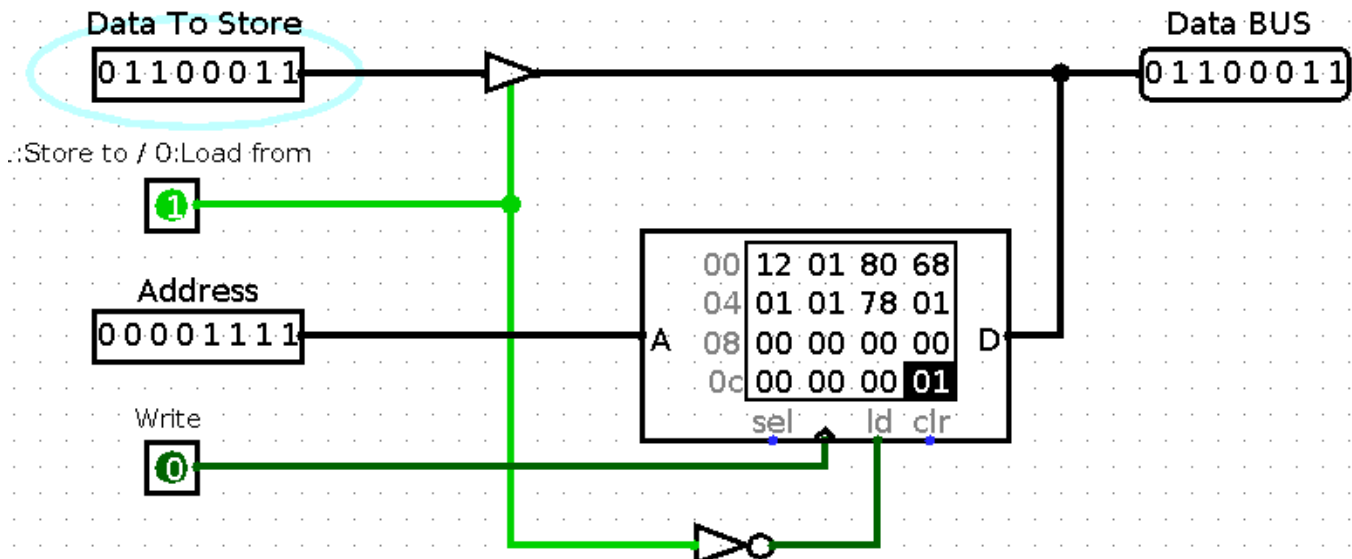 Data To Store
01100011
Data BUS
01100011
:Store to / 0:Load from
1
Address
00001111
A
00 12 01 80 68
04 01 01 78 01
08 00 00 00 00
0c 00 00 00 01
D
sel ld clr
Write
0